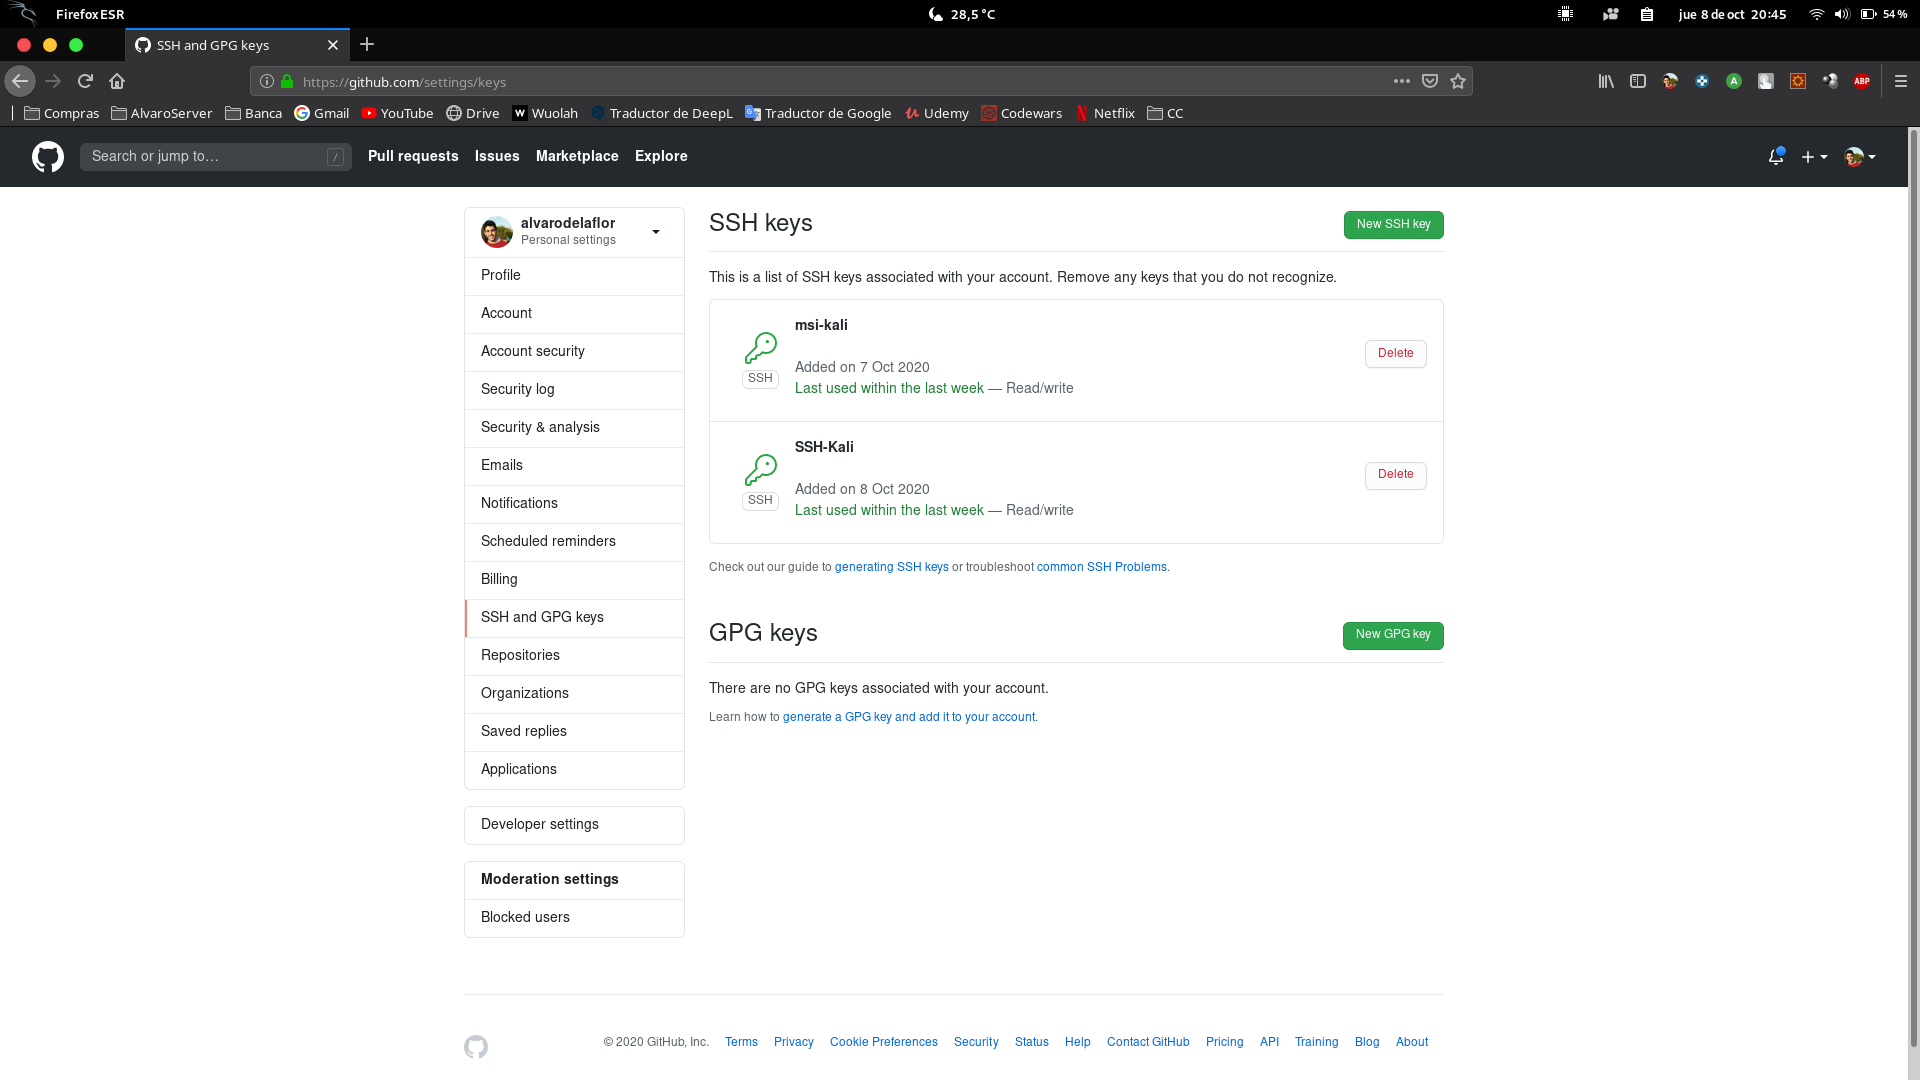 Firefox ESR
28,5 °C
jue 8 de oct 20:45
54 %
SSH and GPG keys
https://github.com/settings/keys
ABP
Compras
AlvaroServer
Banca
Gmail
YouTube
Drive
Wuolah
Traductor de DeepL
Traductor de Google
Udemy
Codewars
Netflix
CC
Search or jump to…
/
Pull requests
Issues
Marketplace
Explore
alvarodelaflor
Personal settings
Profile
Account
Account security
Security log
Security & analysis
Emails
Notifications
Scheduled reminders
Billing
SSH and GPG keys
Repositories
Organizations
Saved replies
Applications
Developer settings
Moderation settings
Blocked users
SSH keys
New SSH key
This is a list of SSH keys associated with your account. Remove any keys that you do not recognize.
msi-kali
SSH
Added on 7 Oct 2020
Last used within the last week — Read/write
Delete
SSH-Kali
SSH
Added on 8 Oct 2020
Last used within the last week — Read/write
Delete
Check out our guide to generating SSH keys or troubleshoot common SSH Problems.
GPG keys
New GPG key
There are no GPG keys associated with your account.
Learn how to generate a GPG key and add it to your account.
© 2020 GitHub, Inc.
Terms
Privacy
Cookie Preferences
Security
Status
Help
Contact GitHub
Pricing
API
Training
Blog
About